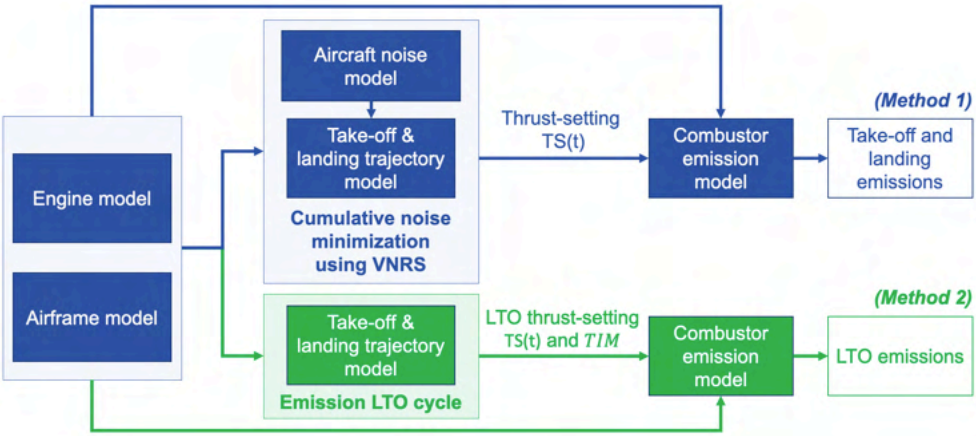 Engine model
Airframe model
Aircraft noise
model
Take-off &
landing trajectory
model
Cumulative noise
minimization
using VNRS
Thrust-setting
TS(t)
Combustor
emission
model
(Method 1)
Take-off and
landing
emissions
Take-off &
landing trajectory
model
Emission LTO cycle
LTO thrust-setting
TS(t) and TIM
Combustor
emission
model
(Method 2)
LTO emissions